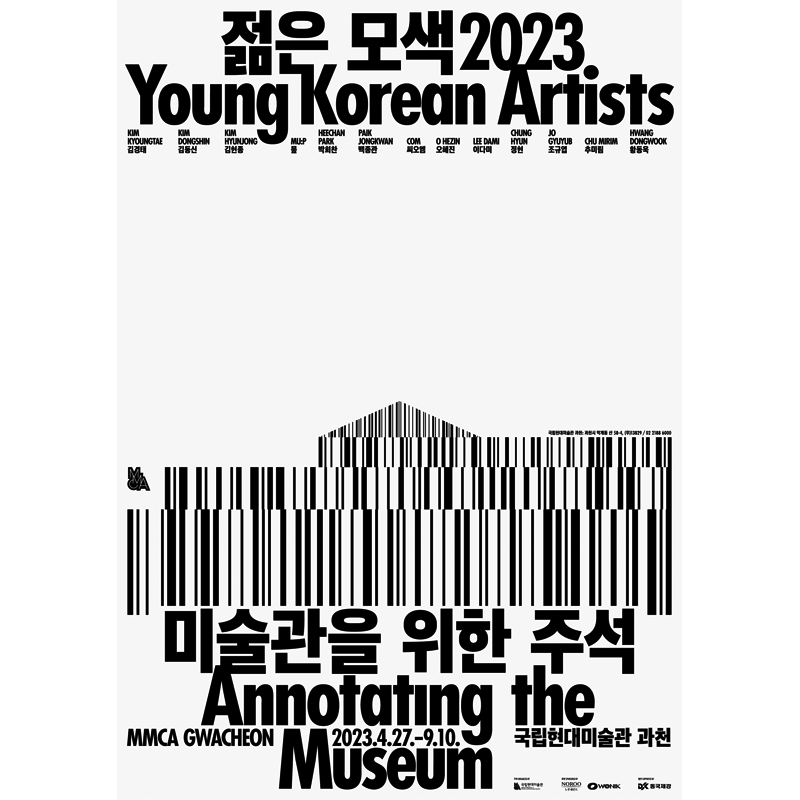 젊은 모색 2023
Young Korean Artists
KIM KYOUNGTAE 김경태
KIM DONGSHIN 김동신
KIM HYUNJONG 김현종
MU:P 뭎
HEECHAN PARK 박희찬
PAIK JONGKWAN 백종관
COM 씨오엠
O HEZIN 오혜진
LEE DAMI 이다미
CHUNG HYUN 정현
JO GYUYUB 조규엽
CHU MIRIM 추미림
HWANG DONGWOOK 황동욱
국립현대미술관 과천: 과천시 막계동 산 58-4, (우)13829 / 02 2188 6000
MMCA
미술관을 위한 주석
Annotating the
MMCA GWACHEON 2023.4.27.–9.10. 국립현대미술관 과천
Museum
국립현대미술관
NOROO
WONIK
DK 동국제강